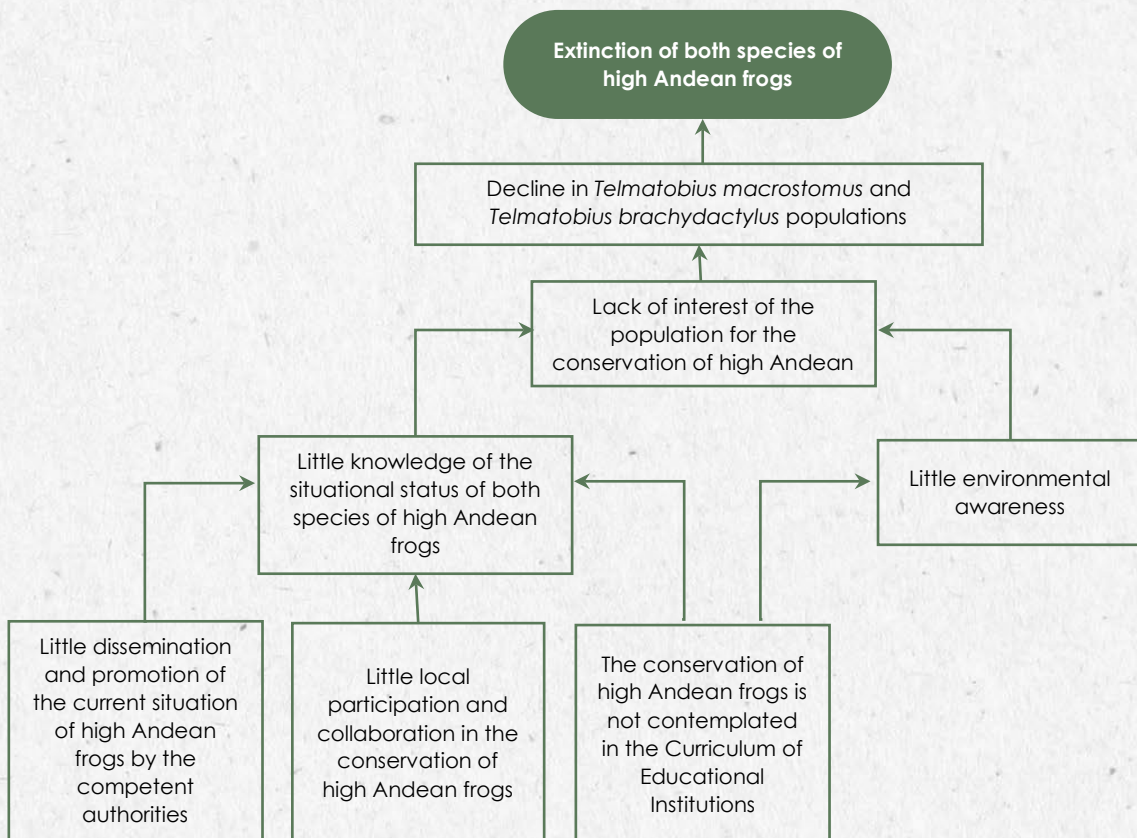 Extinction of both species of
high Andean frogs
Decline in Telmatobius macrostomus and
Telmatobius brachydactylus populations
Lack of interest of the
population for the
conservation of high Andean
Little knowledge of the
situational status of both
species of high Andean
frogs
Little environmental
awareness
Little dissemination
and promotion of
the current situation
of high Andean
frogs by the
competent
authorities
Little local
participation and
collaboration in the
conservation of
high Andean frogs
The conservation of
high Andean frogs is
not contemplated
in the Curriculum of
Educational
Institutions